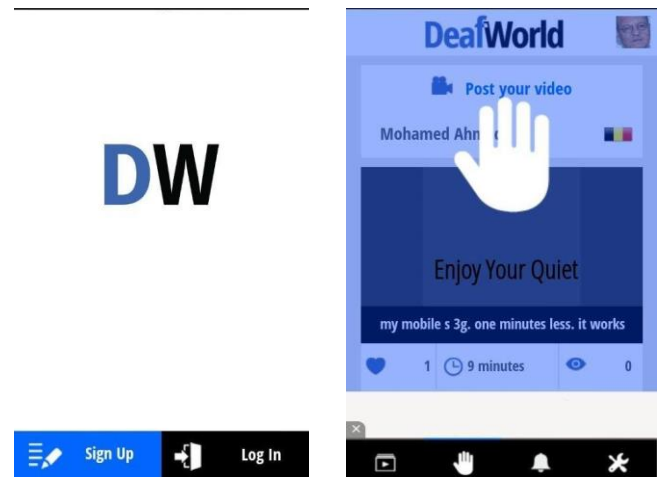 DW
Sign Up
Log In
DeafWorld
Post your video
Mohamed
Enjoy Your Quiet
my mobile s 3g. one minutes less. it works
1
9 minutes
0